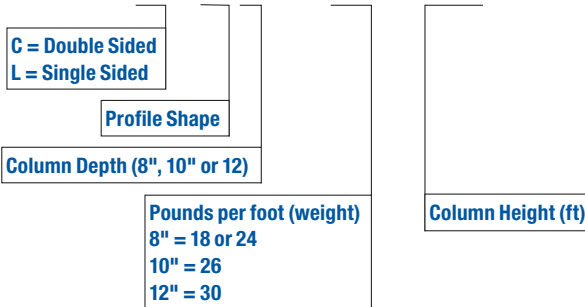 C = Double Sided
L = Single Sided
Profile Shape
Column Depth (8", 10" or 12)
Pounds per foot (weight)
8" = 18 or 24
10" = 26
12" = 30
Column Height (ft)